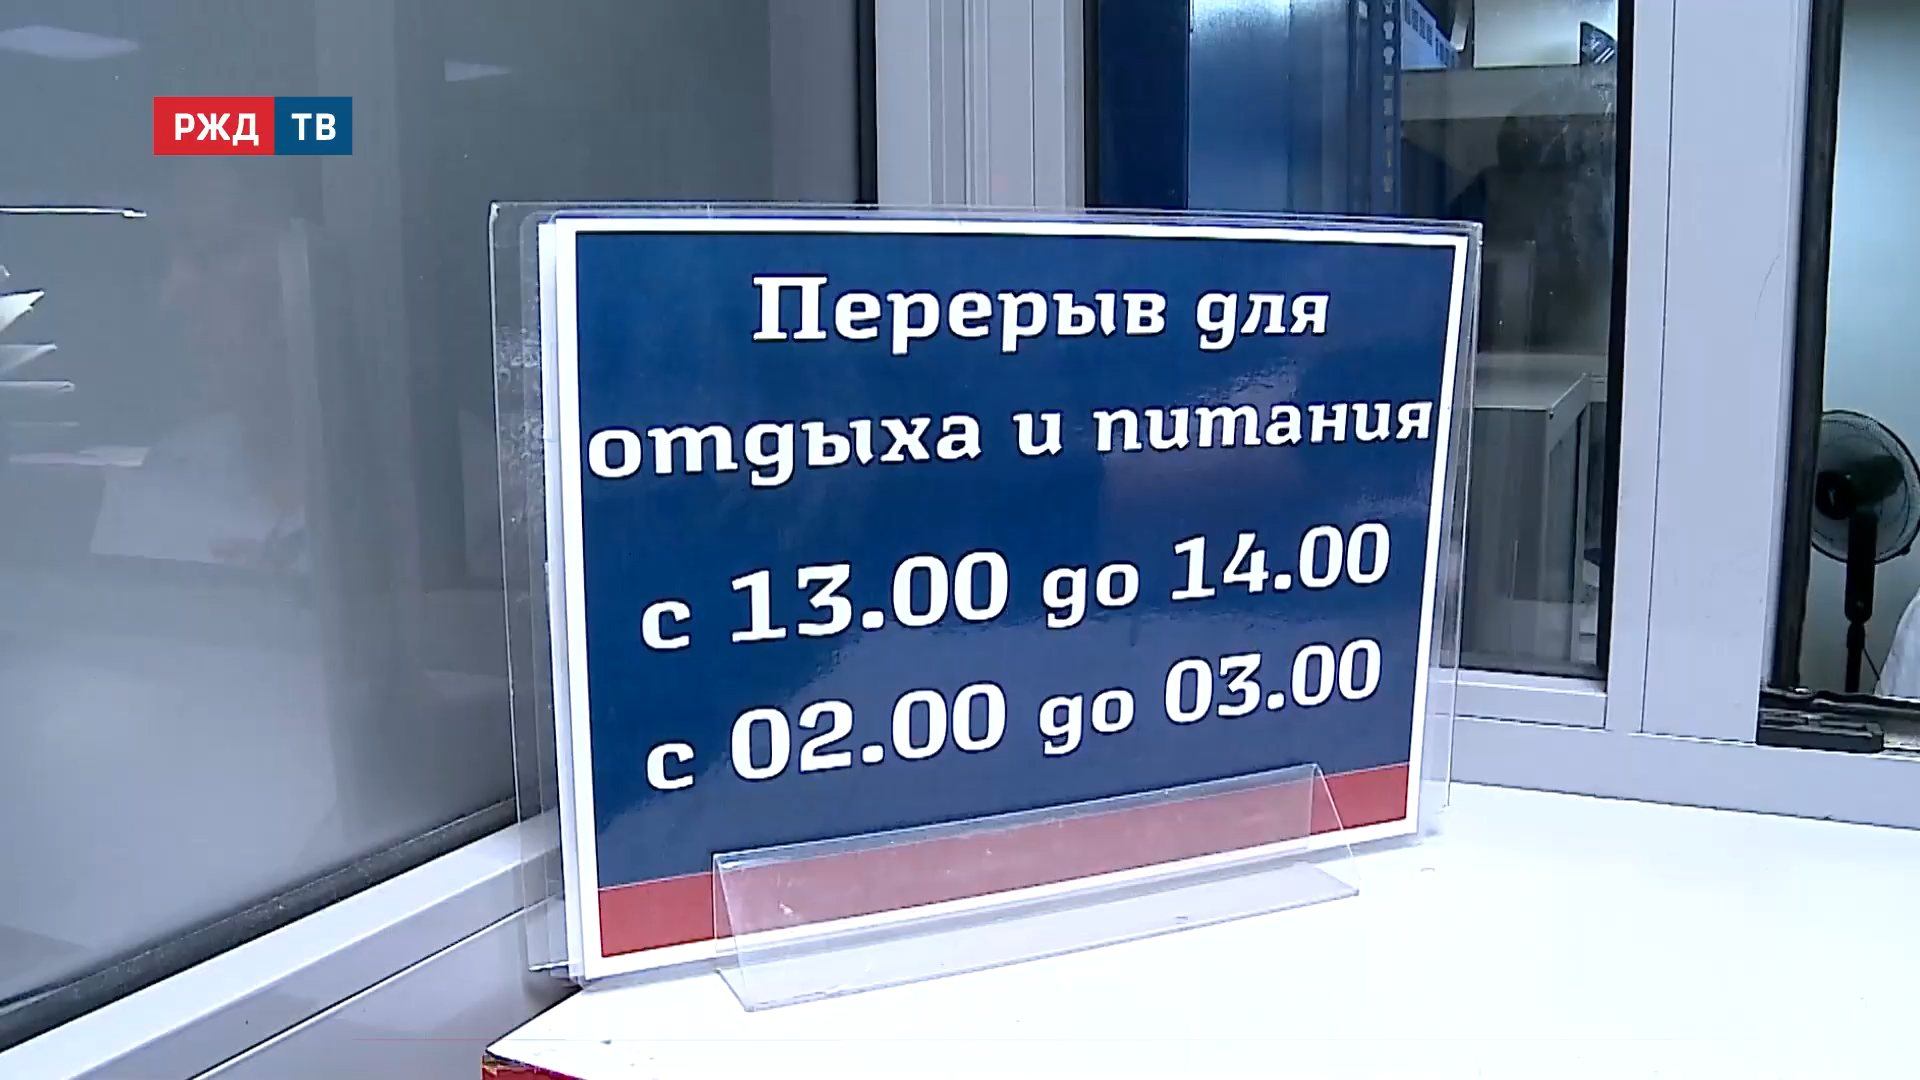 РЖД ТВ
Перерыв для
отдыха и питания
с 13.00 до 14.00
с 02.00 до 03.00